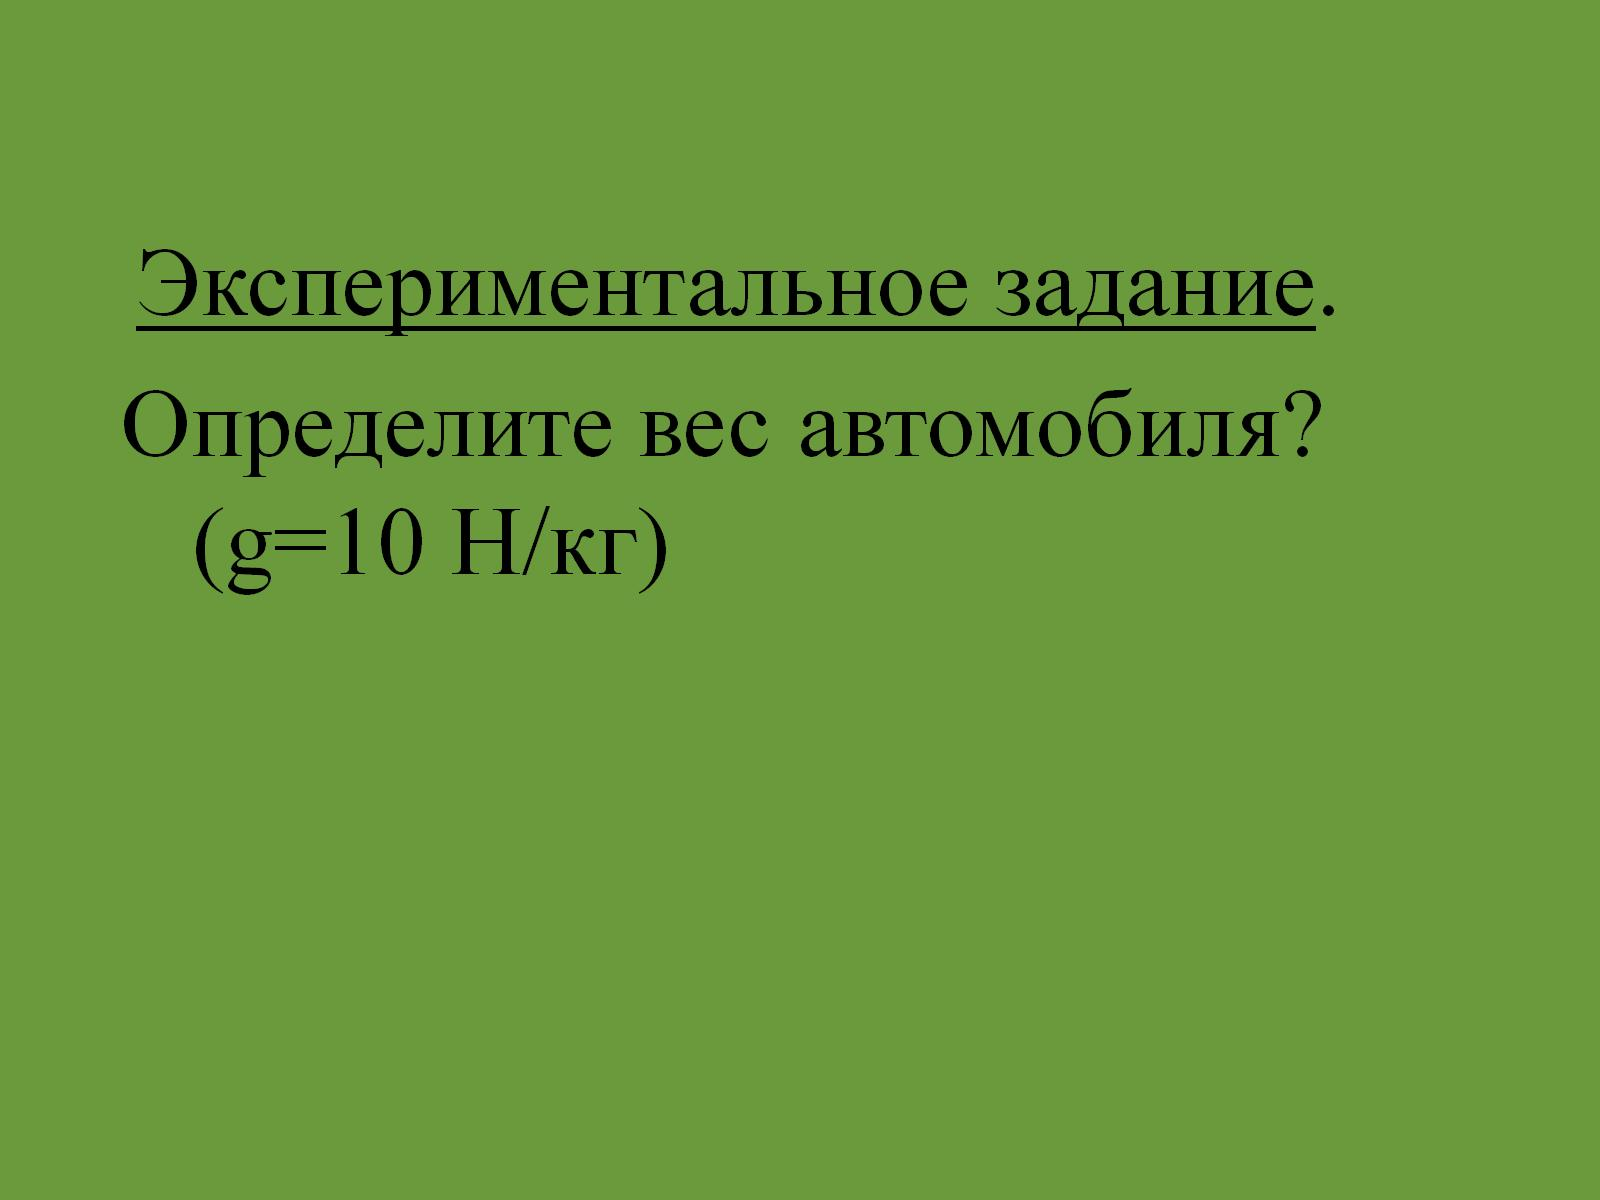 Экспериментальное задание.
Определите вес автомобиля?
(g=10 Н/кг)